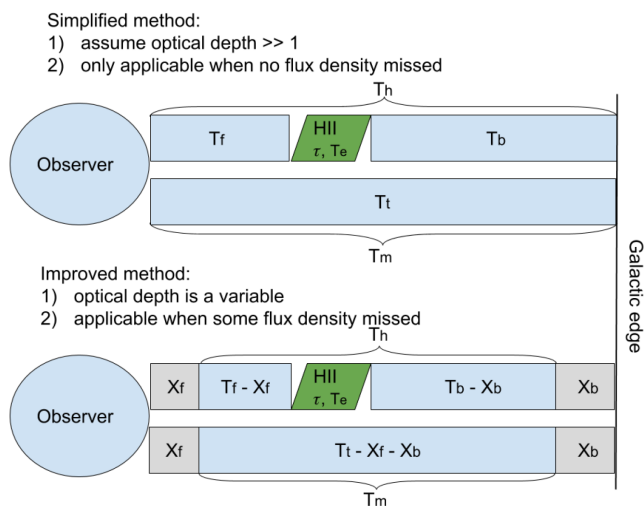 Simplified method:
1) assume optical depth >> 1
2) only applicable when no flux density missed
Th
Observer
Tf
HII
τ, Te
Tb
Tt
Tm
Galactic edge
Improved method:
1) optical depth is a variable
2) applicable when some flux density missed
Th
Observer
Xf
Tf - Xf
HII
τ, Te
Tb - Xb
Xb
Xf
Tt - Xf - Xb
Xb
Tm